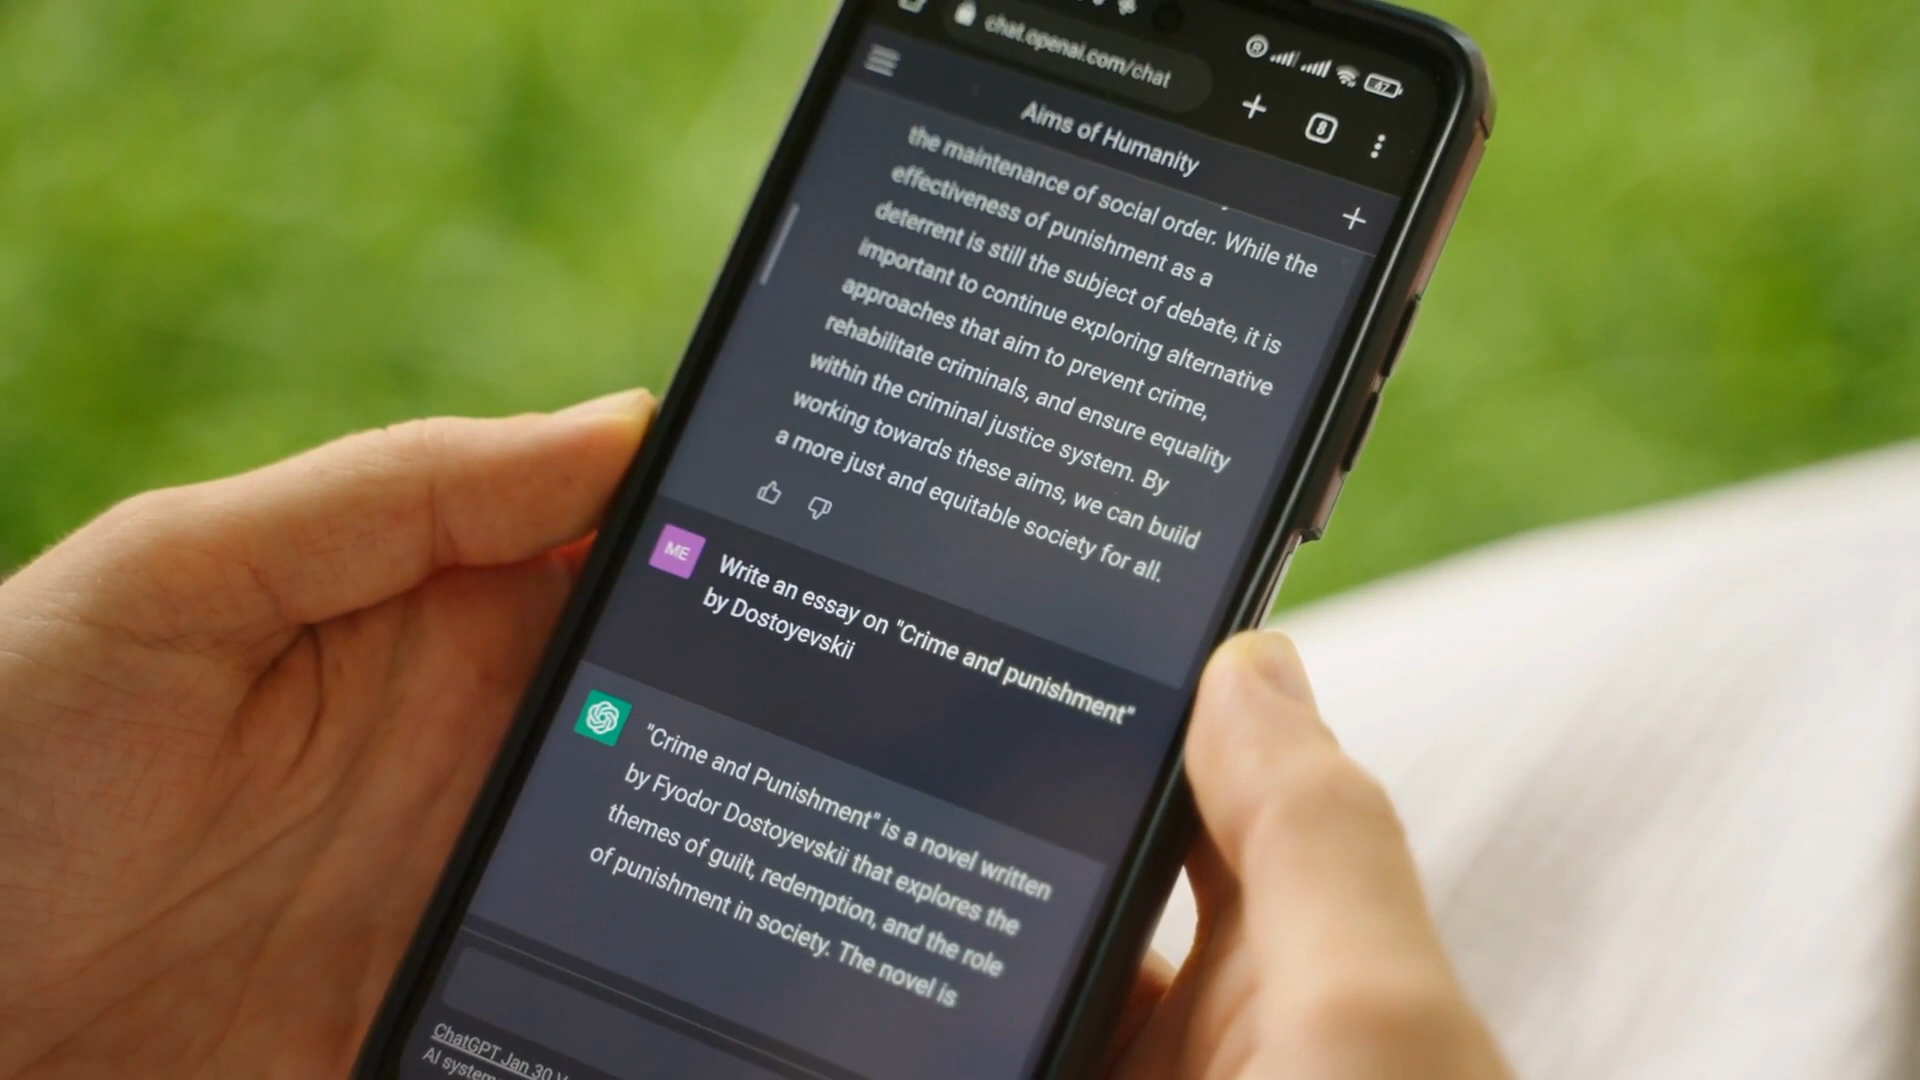 chat.openai.com/chat
67
8
Aims of Humanity
the maintenance of social order. While the
effectiveness of punishment as a
deterrent is still the subject of debate, it is
important to continue exploring alternative
approaches that aim to prevent crime,
rehabilitate criminals, and ensure equality
within the criminal justice system. By
working towards these aims, we can build
a more just and equitable society for all.
ME
Write an essay on "Crime and punishment"
by Dostoyevskii
"Crime and Punishment" is a novel written
by Fyodor Dostoyevskii that explores the
themes of guilt, redemption, and the role
of punishment in society. The novel is
ChatGPT Jan 30 V
AI system